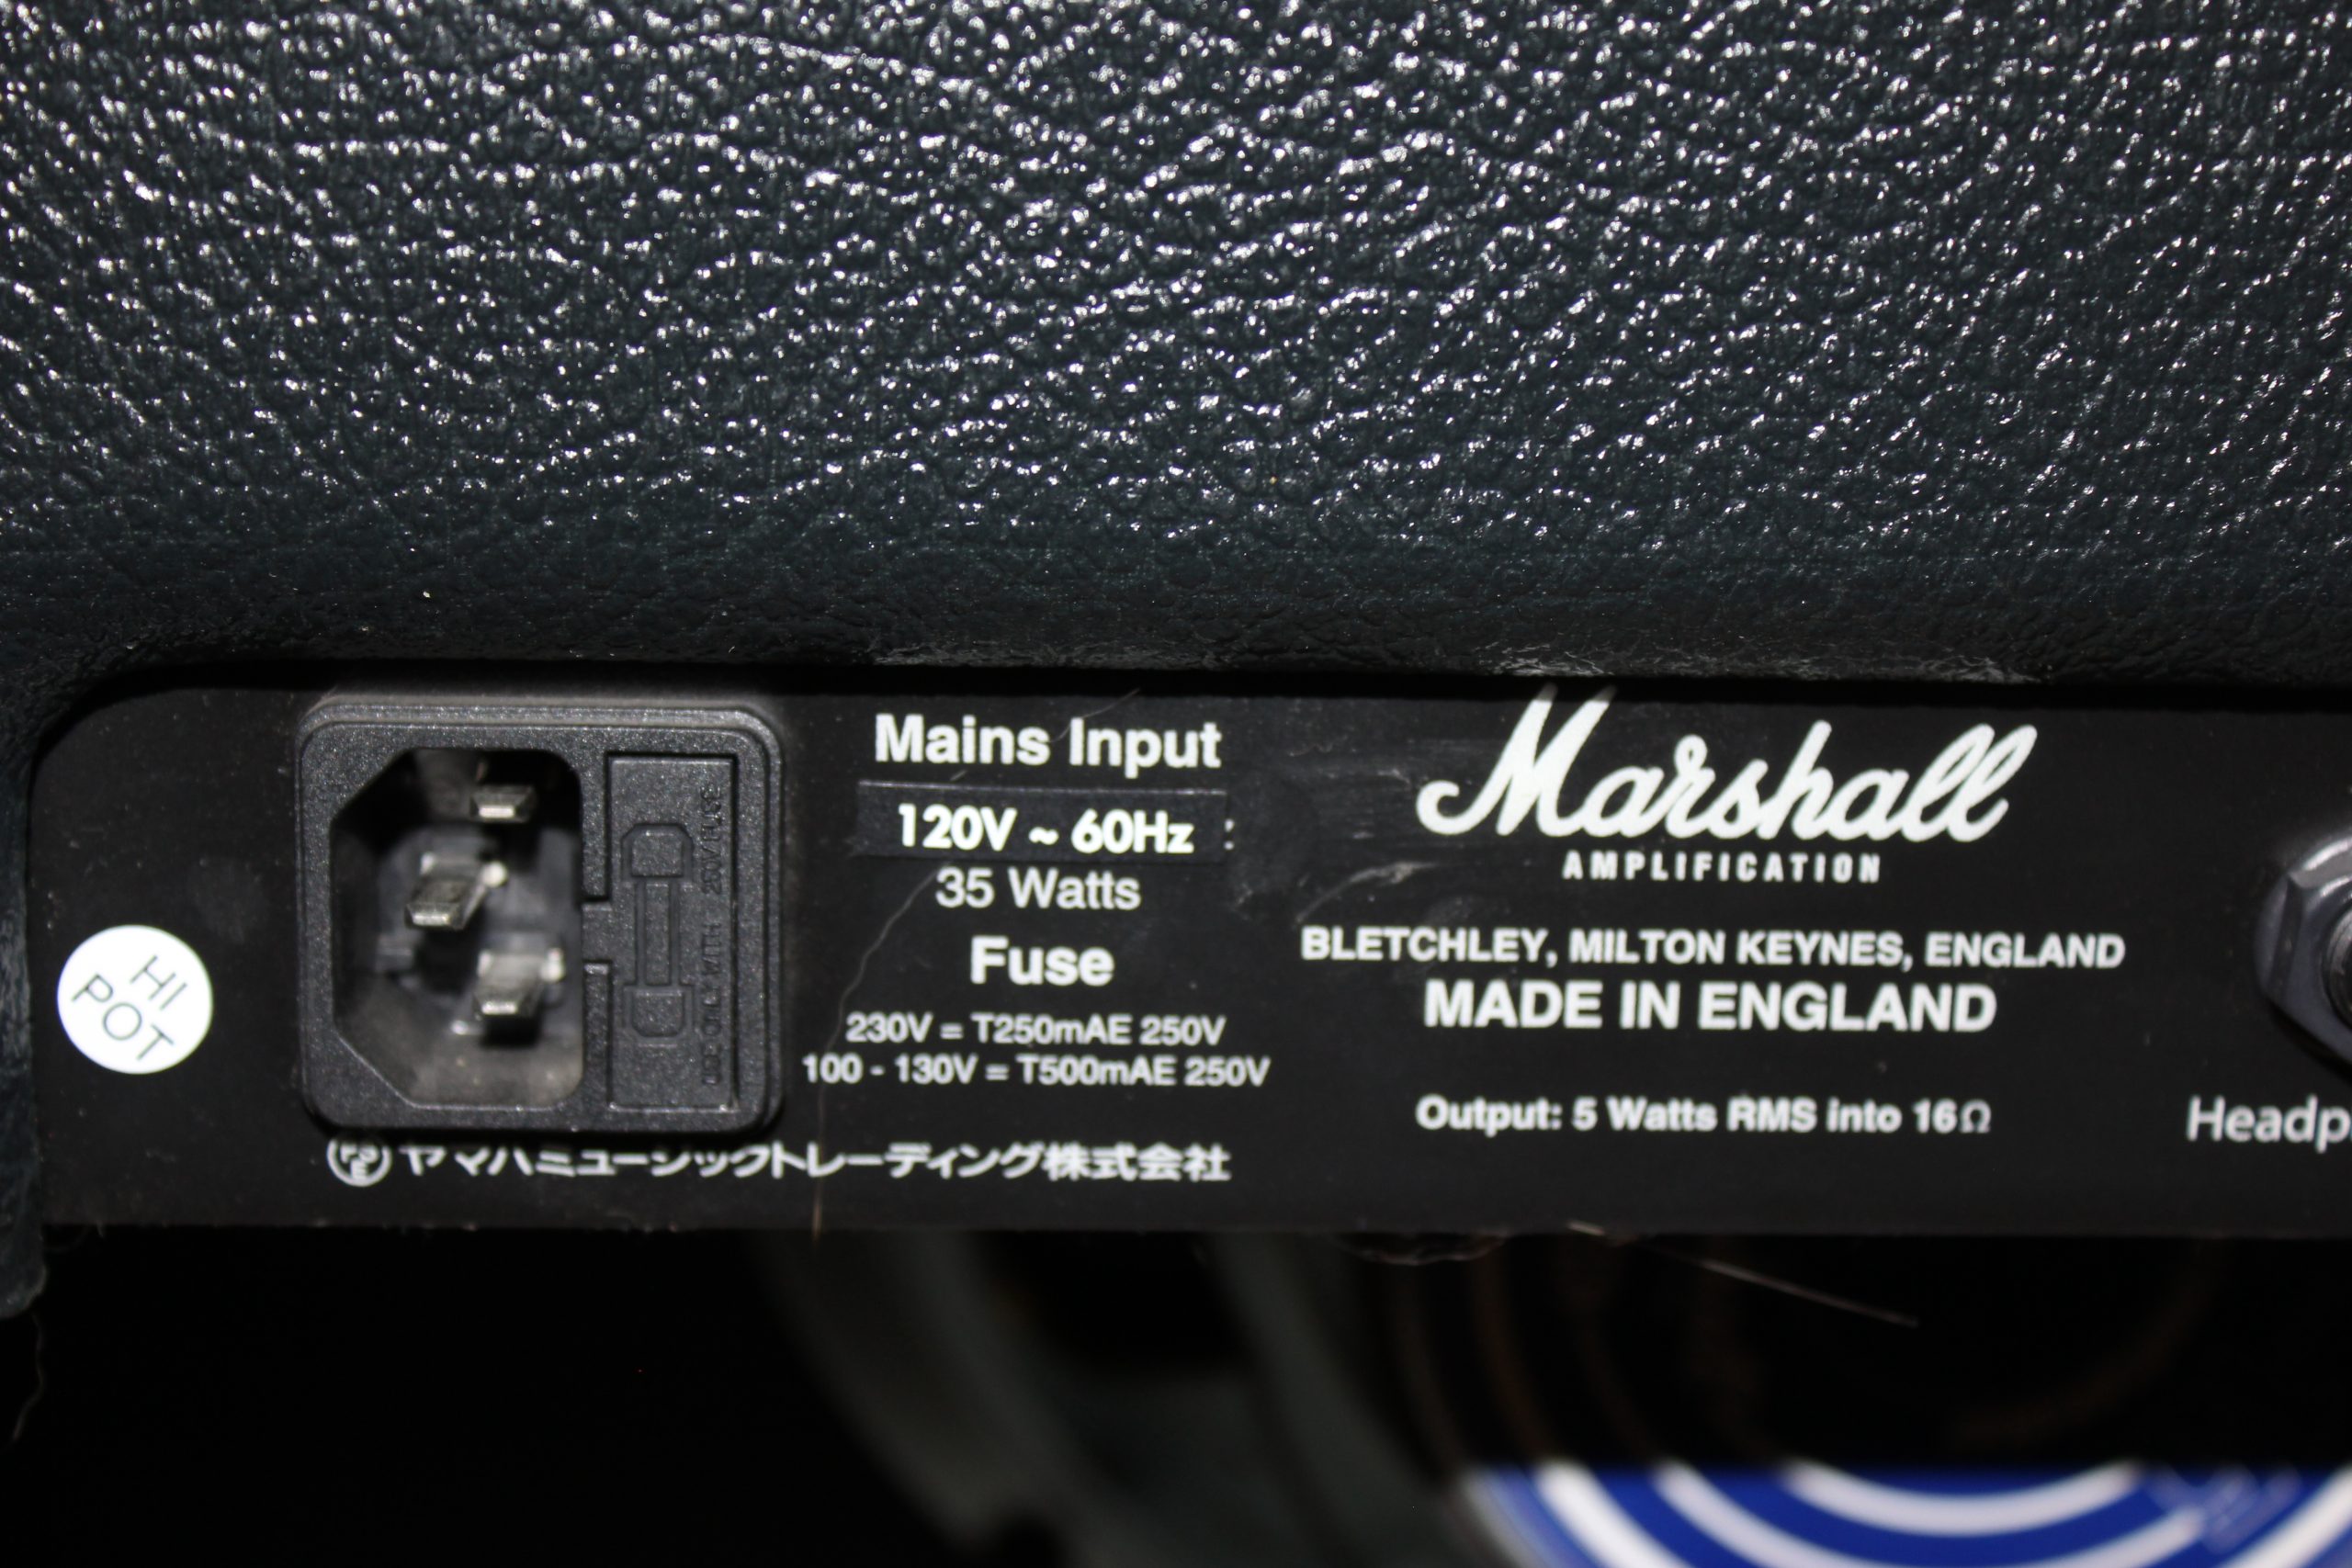 HI
POT
Mains Input
120V ~ 60Hz
35 Watts
Fuse
230V = T250mAE 250V
100 - 130V = T500mAE 250V
ヤマハミュージックトレーディング株式会社
Marshall
AMPLIFICATION
BLETCHLEY, MILTON KEYNES, ENGLAND
MADE IN ENGLAND
Output: 5 Watts RMS into 16Ω